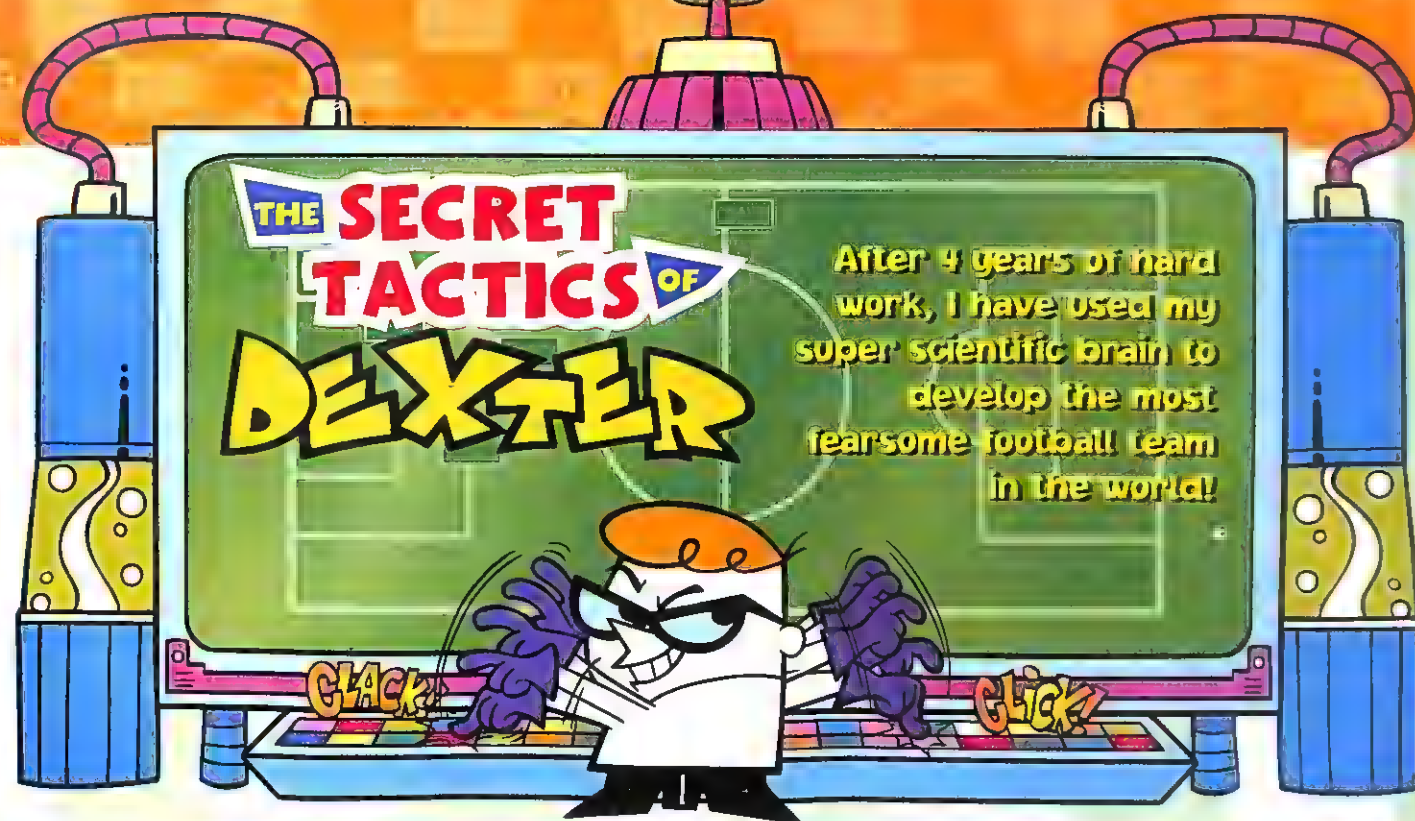 THE SECRET
TACTICS OF
DEXTER
After 4 years of hard
work, I have used my
super scientific brain to
develop the most
fearsome football team
in the world!
CLACK!
CLICK!